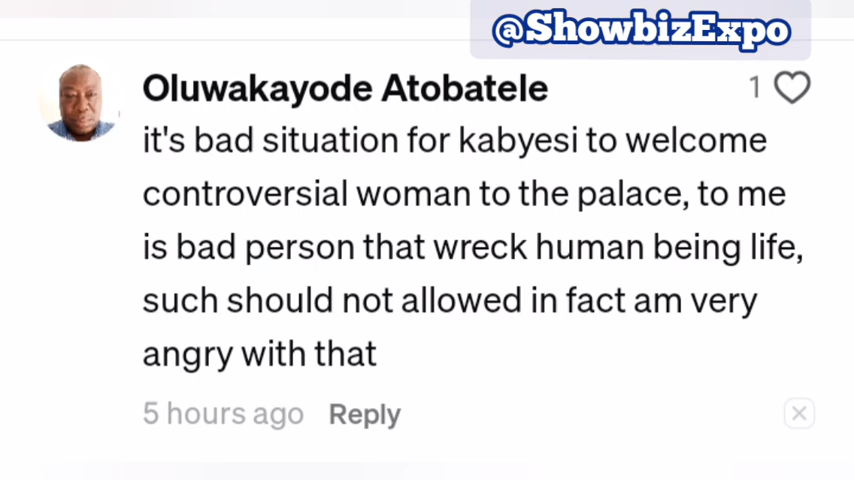 @ShowbizExpo
Oluwakayode Atobatele
1
it's bad situation for kabyesi to welcome
controversial woman to the palace, to me
is bad person that wreck human being life,
such should not allowed in fact am very
angry with that
5 hours ago Reply